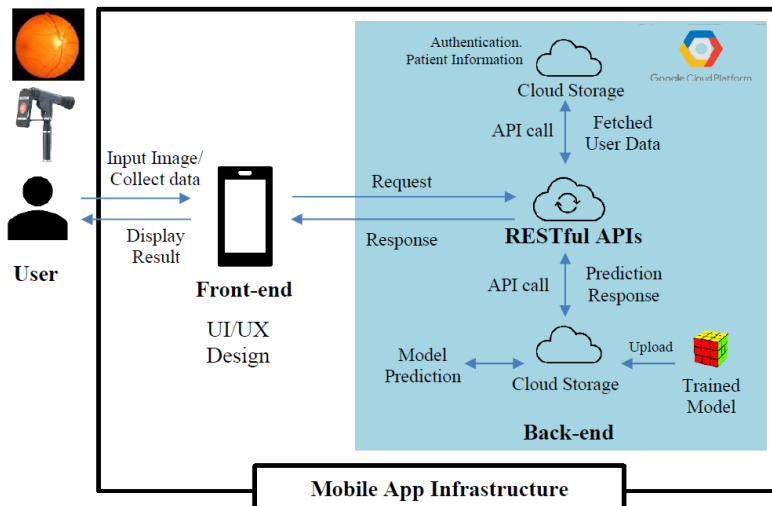 Authentication.
Patient Information
Google Cloud Platform
Cloud Storage
API call
Fetched
User Data
Input Image/
Collect data
Request
Display
Result
Response
RESTful APIs
User
Front-end
UI/UX
Design
API call
Prediction
Response
Model
Prediction
Cloud Storage
Upload
Trained
Model
Back-end
Mobile App Infrastructure